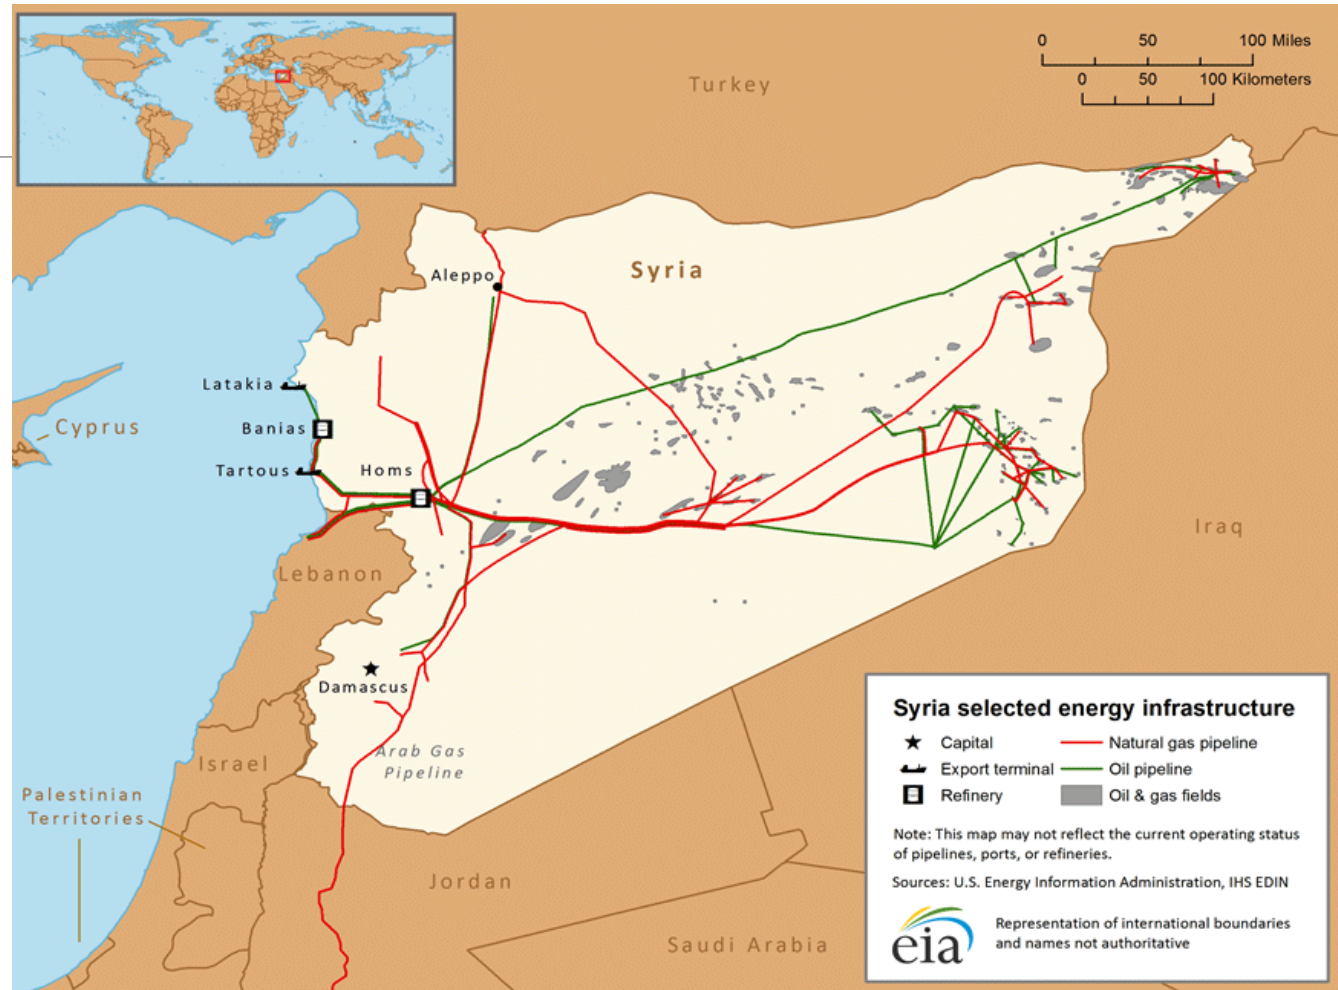 Turkey
0 50 100 Miles
0 50 100 Kilometers
Syria
Aleppo
Latakia
Cyprus
Banias
Tartous
Homs
Iraq
Lebanon
Damascus
Arab Gas
Pipeline
Israel
Palestinian
Territories
Jordan
Saudi Arabia
Syria selected energy infrastructure
Capital
Natural gas pipeline
Export terminal
Oil pipeline
Refinery
Oil & gas fields
Note: This map may not reflect the current operating status
of pipelines, ports, or refineries.
Sources: U.S. Energy Information Administration, IHS EDIN
eia
Representation of international boundaries
and names not authoritative